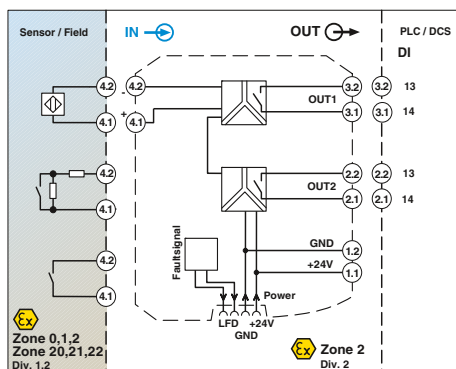 Sensor / Field
IN
OUT
PLC / DCS
DI
4.2
4.2
-
3.2
3.2
13
OUT1
4.1
+
4.1
3.1
3.1
14
4.2
2.2
2.2
13
OUT2
4.1
2.1
2.1
14
GND
1.2
4.2
Faultsignal
+24V
1.1
4.1
Power
LFD
+24V
GND
Ex
Zone 0,1,2
Zone 20,21,22
Div. 1,2
Ex
Zone 2
Div. 2